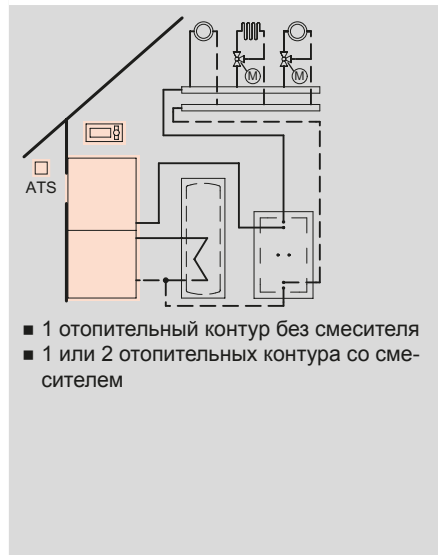 M M
ATS
■ 1 отопительный контур без смесителя
■ 1 или 2 отопительных контура со сме-
сителем